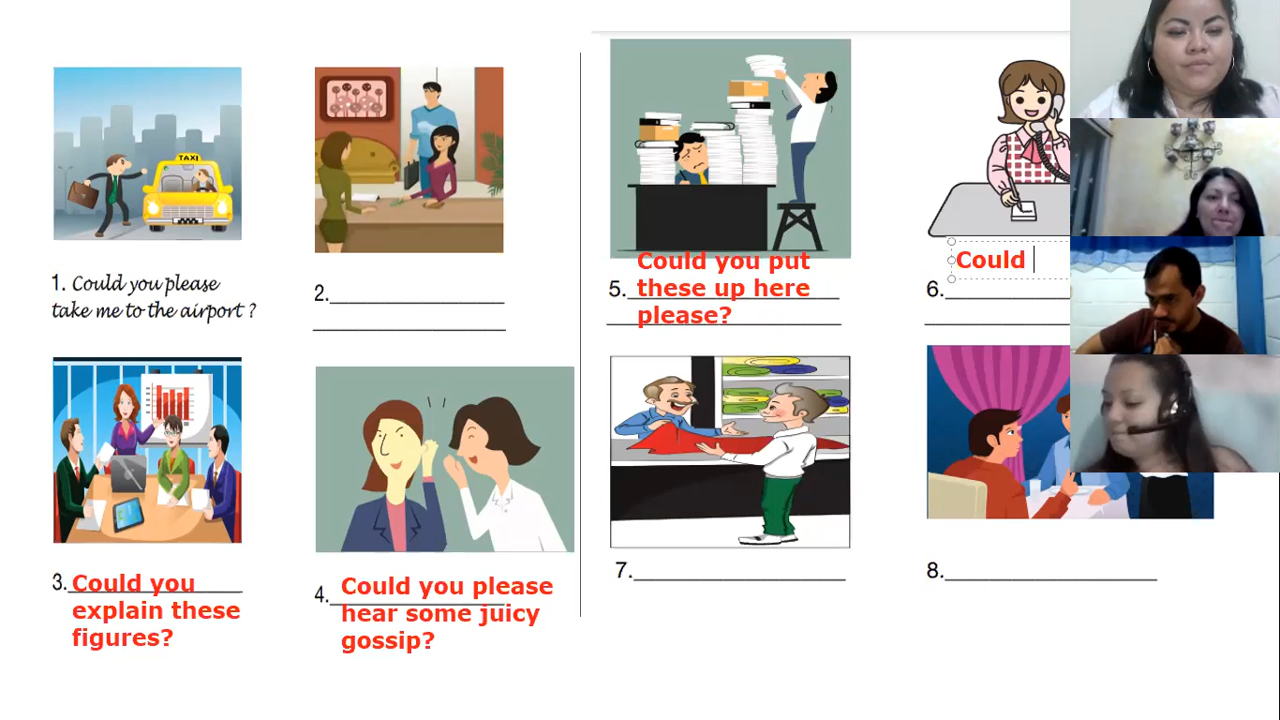 TAXI
1. Could you please
take me to the airport ?
2.
3. Could you
explain these
figures?
4. Could you please
hear some juicy
gossip?
5. Could you put
these up here
please?
6. Could
7.
8.